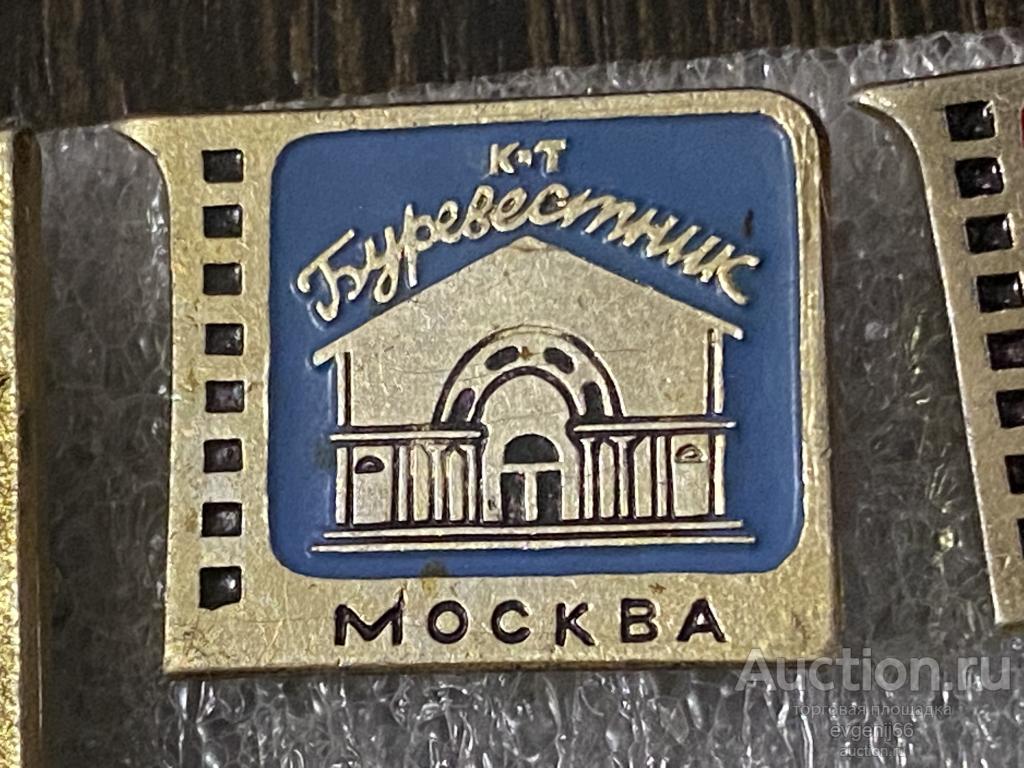 К-Т
Буревестник
МОСКВА
Auction.ru
торговая площадка
evgenij66
auction.ru